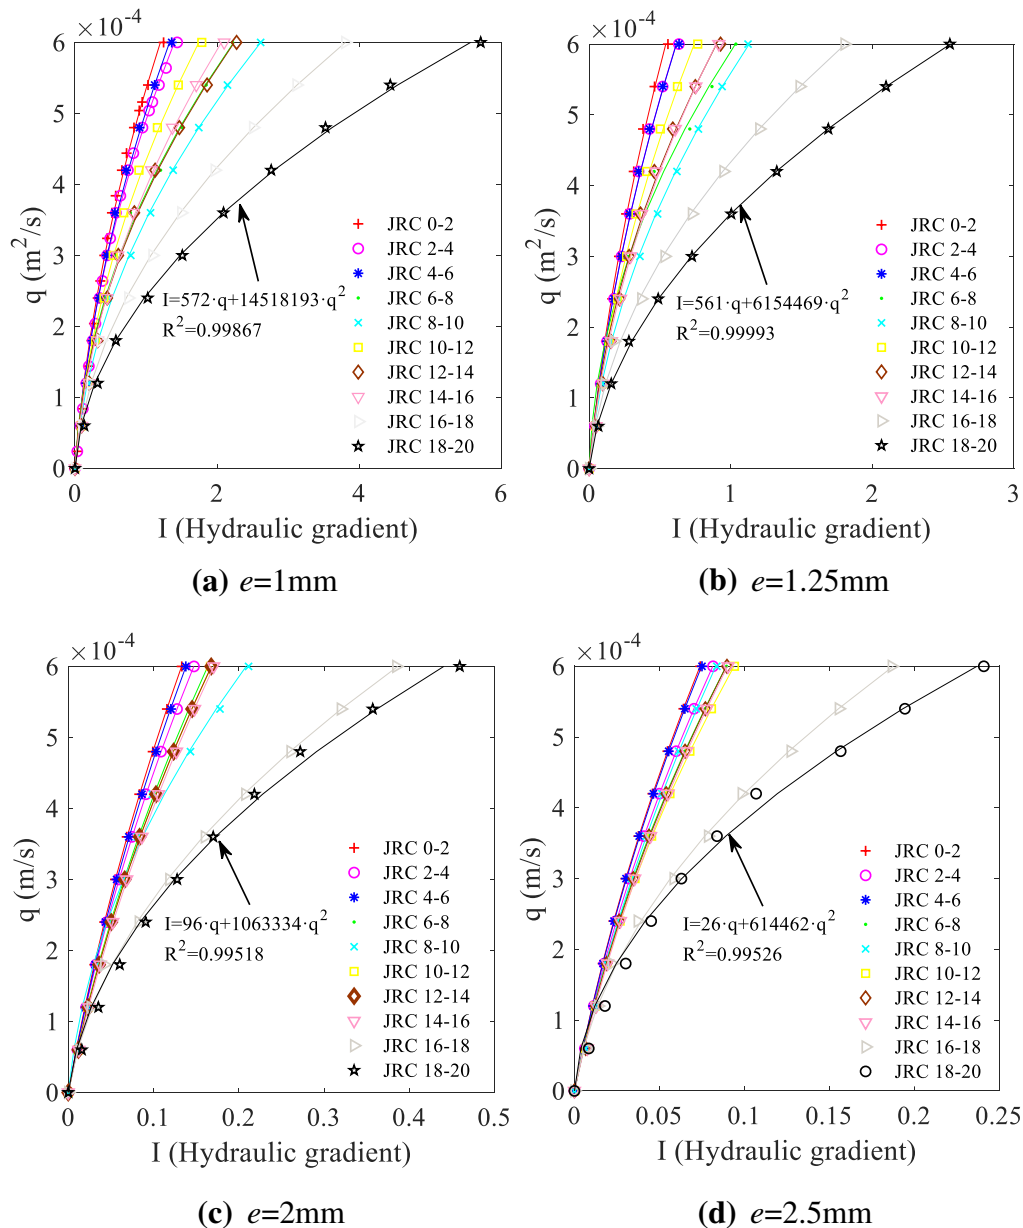 ×10⁻⁴
6
5
4
3
2
1
0
q (m²/s)
I=572·q+14518193·q²
R²=0.99867
JRC 0-2
JRC 2-4
JRC 4-6
JRC 6-8
JRC 8-10
JRC 10-12
JRC 12-14
JRC 14-16
JRC 16-18
JRC 18-20
0 2 4 6
I (Hydraulic gradient)
(a) e=1mm
×10⁻⁴
6
5
4
3
2
1
0
q (m²/s)
I=561·q+6154469·q²
R²=0.99993
JRC 0-2
JRC 2-4
JRC 4-6
JRC 6-8
JRC 8-10
JRC 10-12
JRC 12-14
JRC 14-16
JRC 16-18
JRC 18-20
0 1 2 3
I (Hydraulic gradient)
(b) e=1.25mm
×10⁻⁴
6
5
4
3
2
1
0
q (m/s)
I=96·q+1063334·q²
R²=0.99518
JRC 0-2
JRC 2-4
JRC 4-6
JRC 6-8
JRC 8-10
JRC 10-12
JRC 12-14
JRC 14-16
JRC 16-18
JRC 18-20
0 0.1 0.2 0.3 0.4 0.5
I (Hydraulic gradient)
(c) e=2mm
×10⁻⁴
6
5
4
3
2
1
0
q (m/s)
I=26·q+614462·q²
R²=0.99526
JRC 0-2
JRC 2-4
JRC 4-6
JRC 6-8
JRC 8-10
JRC 10-12
JRC 12-14
JRC 14-16
JRC 16-18
JRC 18-20
0 0.05 0.1 0.15 0.2 0.25
I (Hydraulic gradient)
(d) e=2.5mm